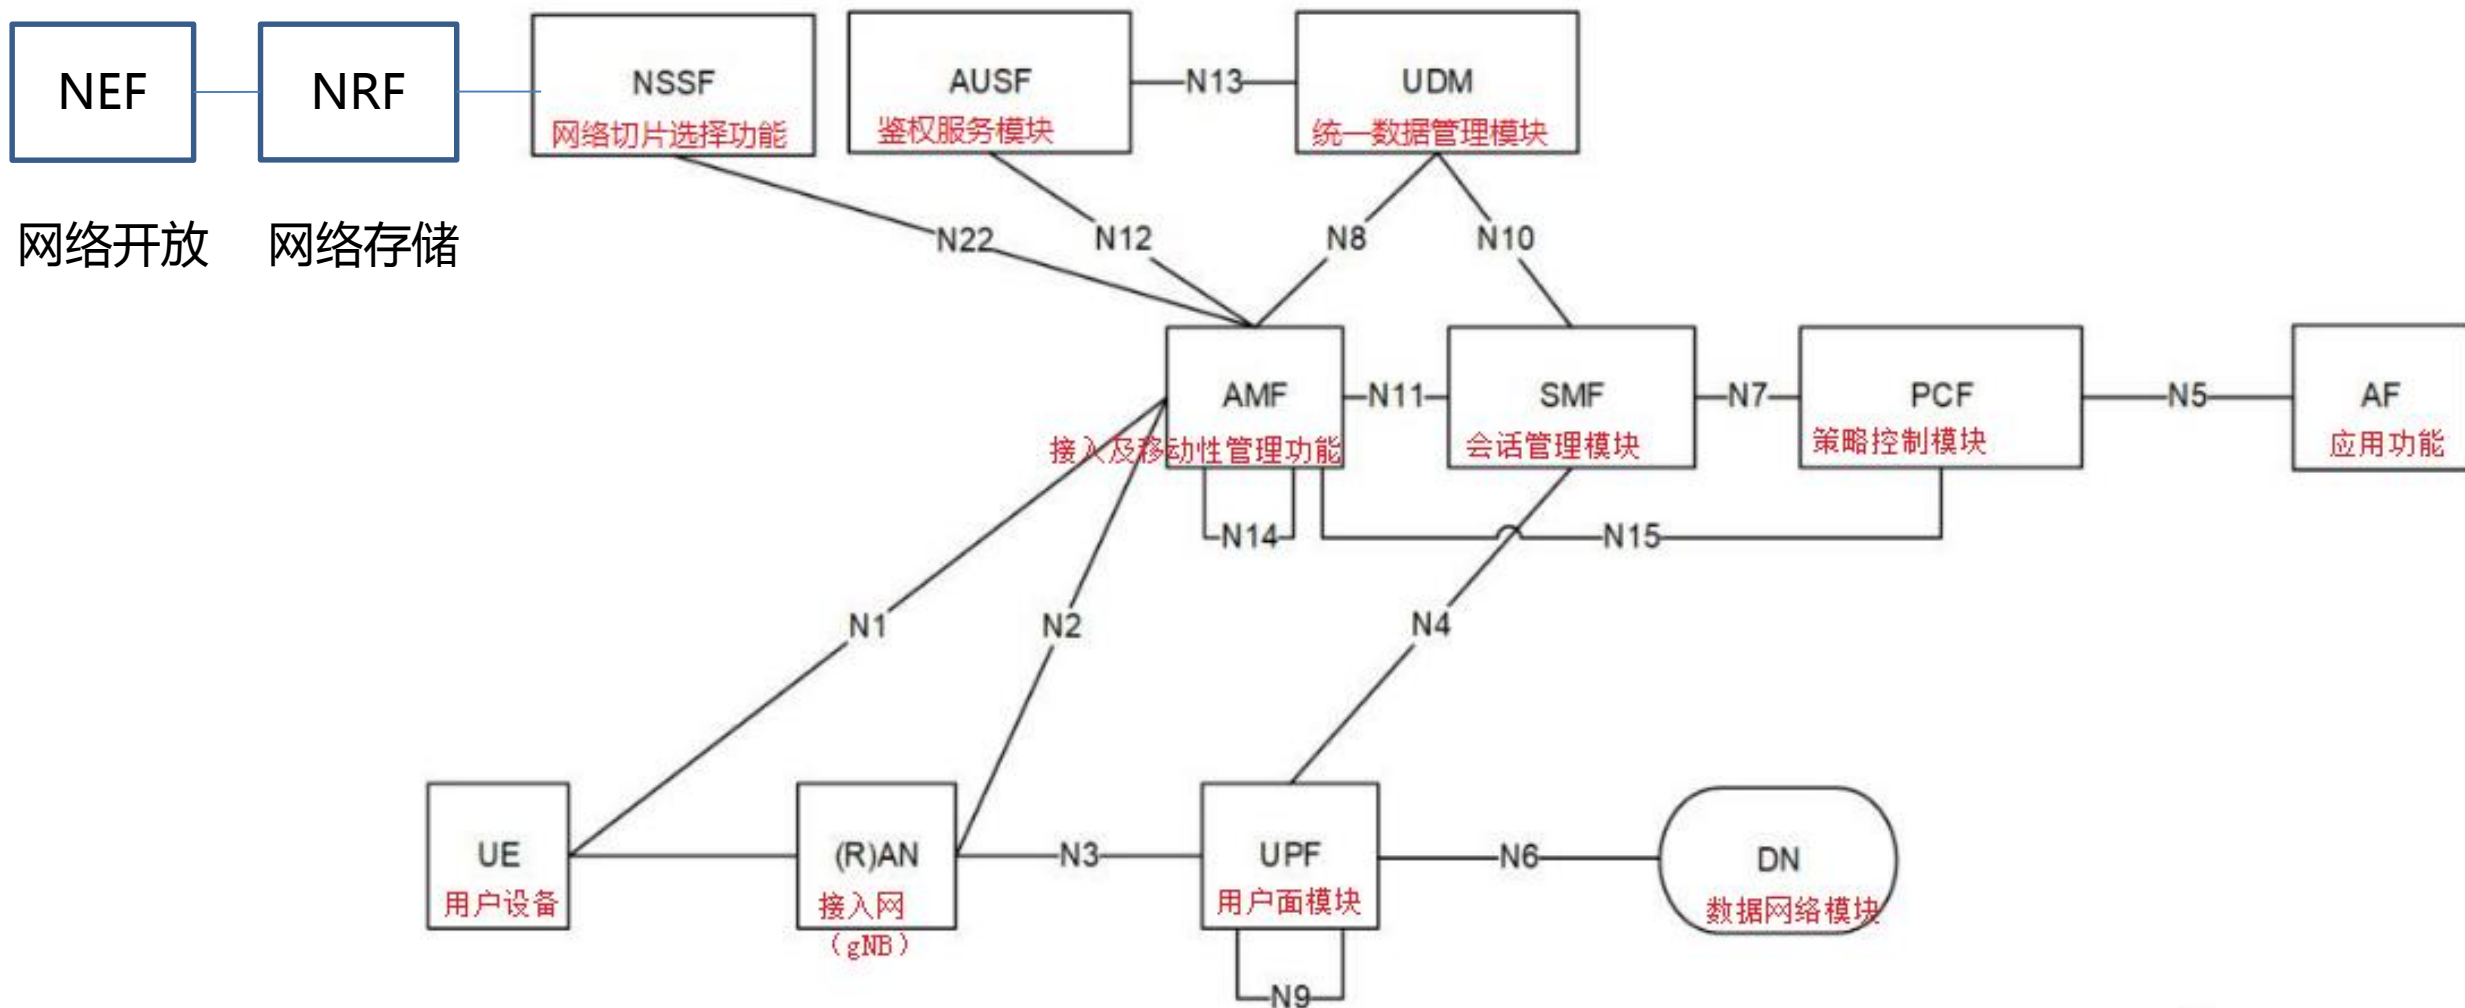 NEF
NRF
NSSF
网络切片选择功能
AUSF
鉴权服务模块
N13
UDM
统一数据管理模块
网络开放
网络存储
N22
N12
N8
N10
AMF
接入及移动性管理功能
N11
SMF
会话管理模块
N7
PCF
策略控制模块
N5
AF
应用功能
N14
N15
N1
N2
N4
UE
用户设备
(R)AN
接入网
（gNB）
N3
UPF
用户面模块
N6
DN
数据网络模块
N9